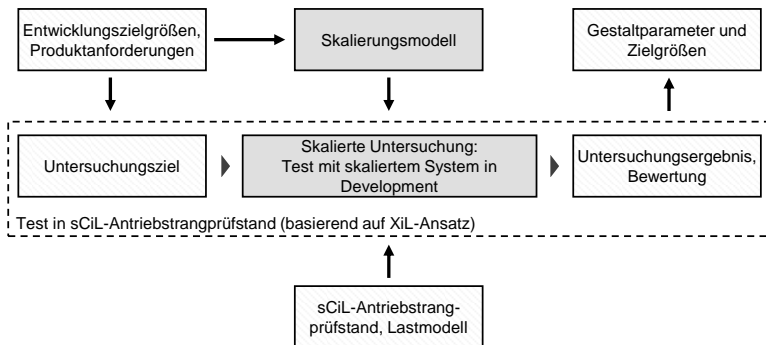 Entwicklungszielgrößen,
Produktanforderungen
Skalierungsmodell
Gestaltparameter und
Zielgrößen
Untersuchungsziel
Skalierte Untersuchung:
Test mit skaliertem System in
Development
Untersuchungsergebnis,
Bewertung
Test in sCiL-Antriebstrangprüfstand (basierend auf XiL-Ansatz)
sCiL-Antriebstrang-
prüfstand, Lastmodell